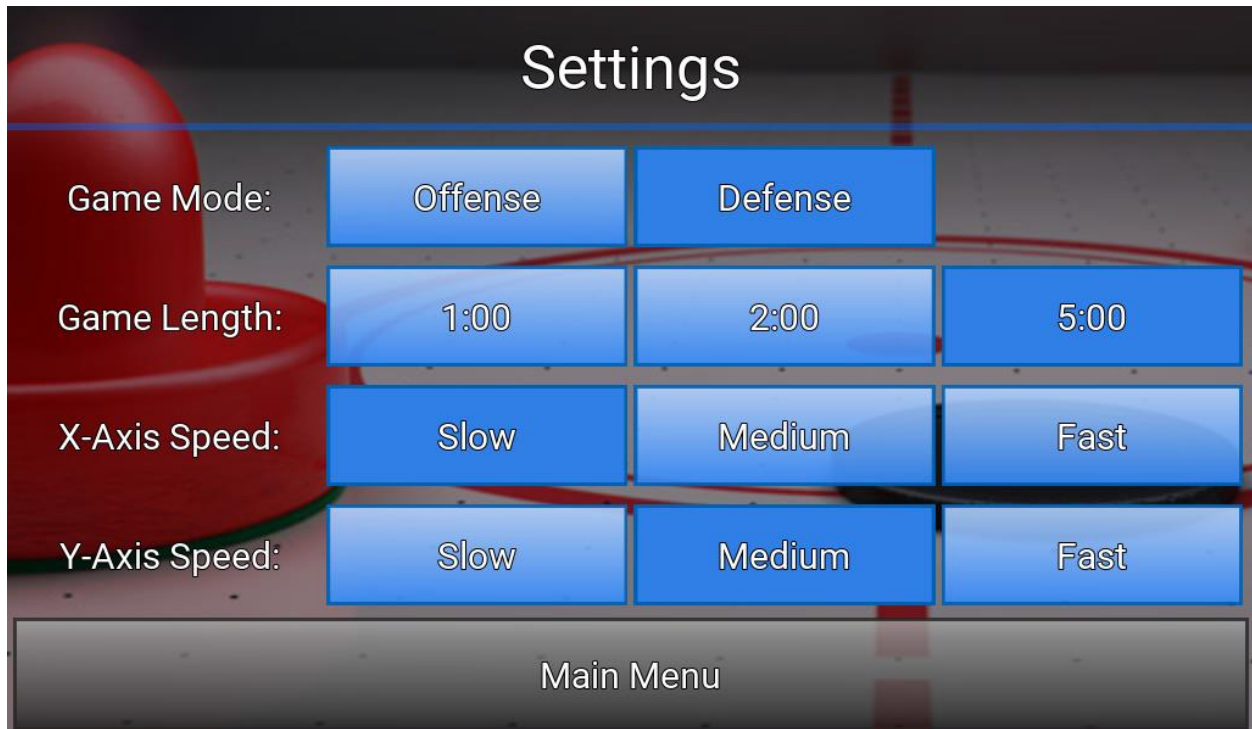 Settings
Game Mode: Offense Defense
Game Length: 1:00 2:00 5:00
X-Axis Speed: Slow Medium Fast
Y-Axis Speed: Slow Medium Fast
Main Menu